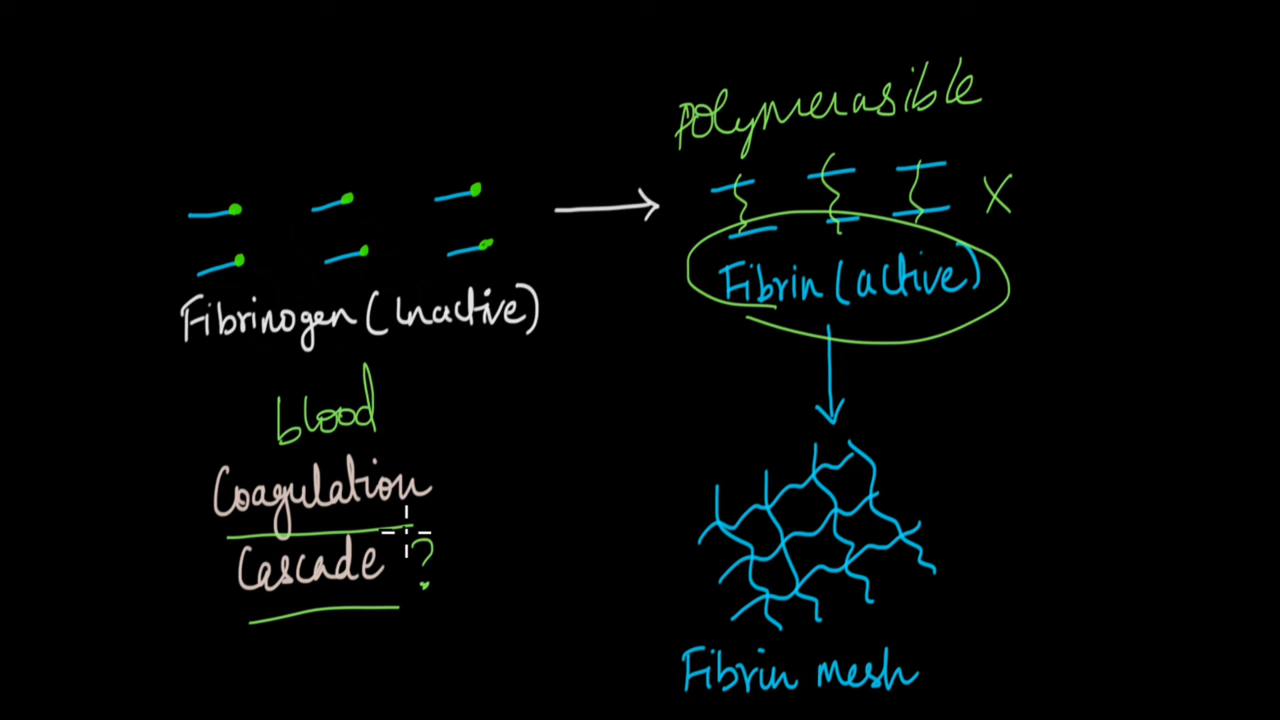 Polymerasible
X
Fibrinogen (Inactive)
Fibrin (active)
blood
Coagulation
Cascade ?
Fibrin mesh